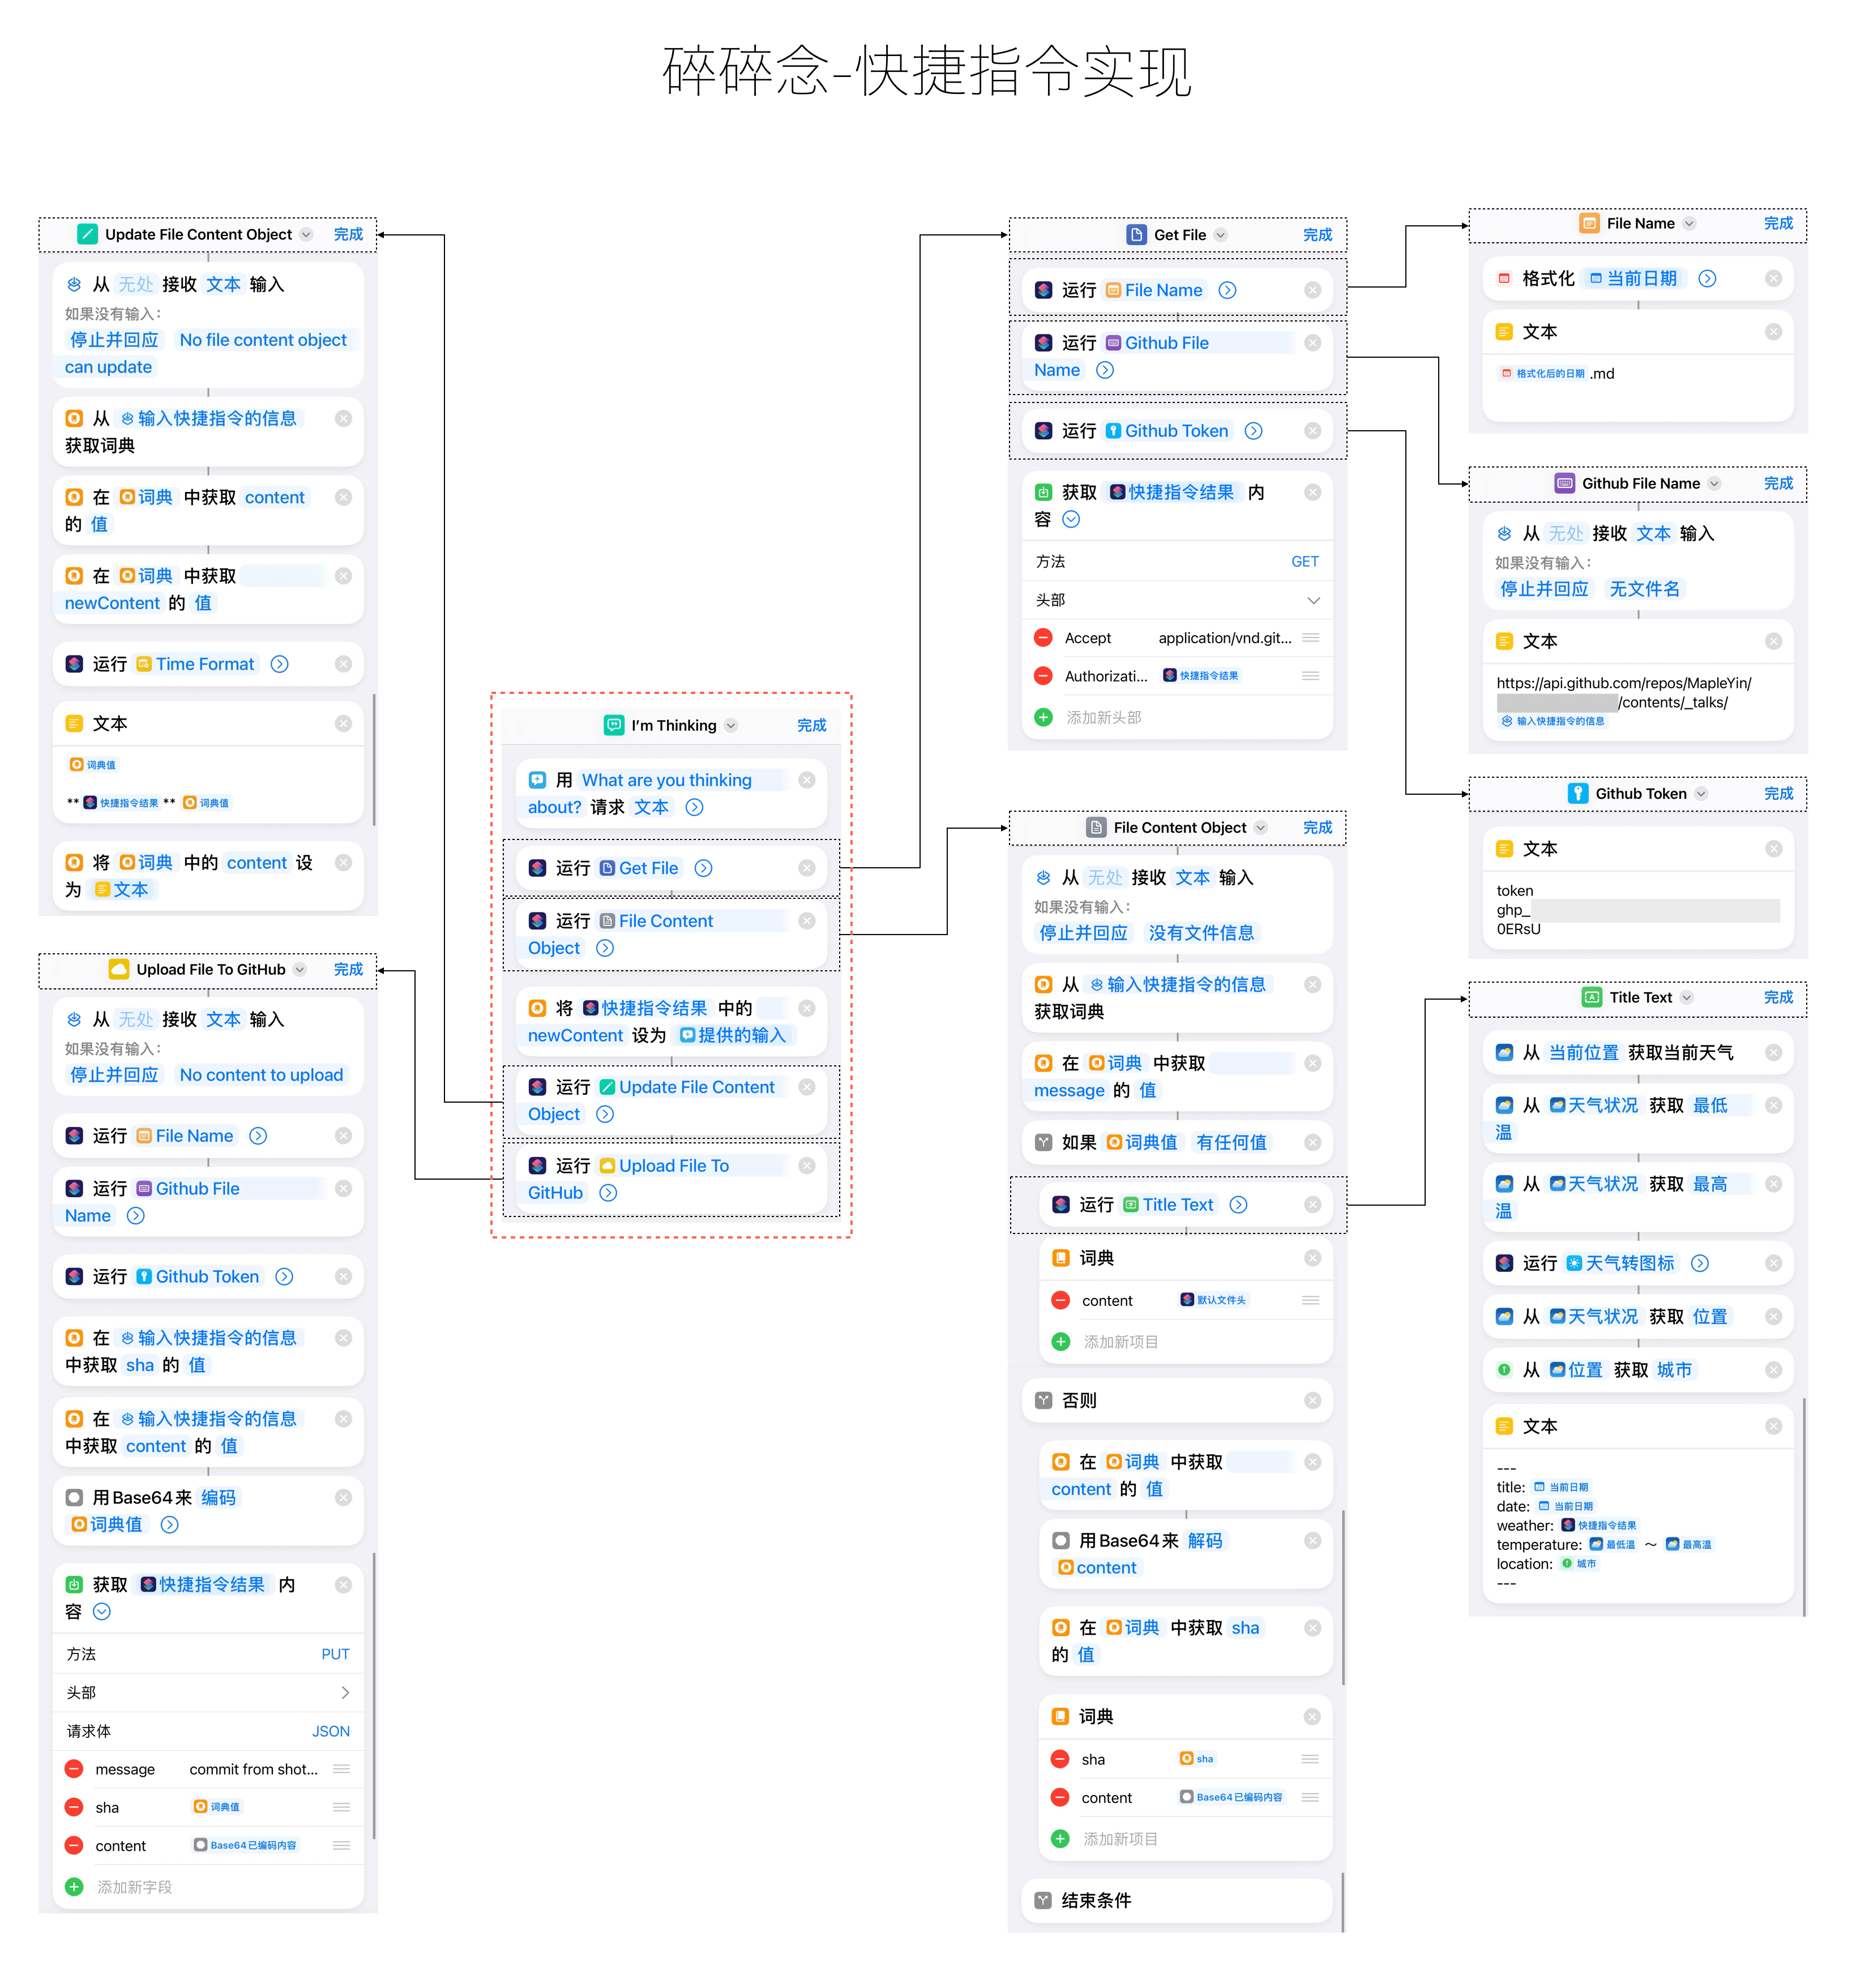 碎碎念-快捷指令实现
Update File Content Object 完成
从 无处 接收 文本 输入
如果没有输入：
停止并回应 No file content object
can update
从 输入快捷指令的信息
获取词典
在 词典 中获取 content
的 值
在 词典 中获取
newContent 的 值
运行 Time Format
文本
词典值
** 快捷指令结果 ** 词典值
将 词典 中的 content 设
为 文本
Upload File To GitHub 完成
从 无处 接收 文本 输入
如果没有输入：
停止并回应 No content to upload
运行 File Name
运行 Github File
Name
运行 Github Token
在 输入快捷指令的信息
中获取 sha 的 值
在 输入快捷指令的信息
中获取 content 的 值
用Base64来 编码
词典值
获取 快捷指令结果 内
容
方法 PUT
头部
请求体 JSON
message commit from shot...
sha 词典值
content Base64已编码内容
添加新字段
I'm Thinking 完成
用 What are you thinking
about? 请求 文本
运行 Get File
运行 File Content
Object
将 快捷指令结果 中的
newContent 设为 提供的输入
运行 Update File Content
Object
运行 Upload File To
GitHub
Get File 完成
运行 File Name
运行 Github File
Name
运行 Github Token
获取 快捷指令结果 内
容
方法 GET
头部
Accept application/vnd.git...
Authorizati... 快捷指令结果
添加新头部
File Content Object 完成
从 无处 接收 文本 输入
如果没有输入：
停止并回应 没有文件信息
从 输入快捷指令的信息
获取词典
在 词典 中获取
message 的 值
如果 词典值 有任何值
运行 Title Text
词典
content 默认文件头
添加新项目
否则
在 词典 中获取
content 的 值
用Base64来 解码
content
在 词典 中获取 sha
的 值
词典
sha sha
content Base64已编码内容
添加新项目
结束条件
File Name 完成
格式化 当前日期
文本
格式化后的日期 .md
Github File Name 完成
从 无处 接收 文本 输入
如果没有输入：
停止并回应 无文件名
文本
https://api.github.com/repos/MapleYin/
/contents/_talks/
输入快捷指令的信息
Github Token 完成
文本
token
ghp_
0ERsU
Title Text 完成
从 当前位置 获取当前天气
从 天气状况 获取 最低
温
从 天气状况 获取 最高
温
运行 天气转图标
从 天气状况 获取 位置
从 位置 获取 城市
文本
---
title: 当前日期
date: 当前日期
weather: 快捷指令结果
temperature: 最低温 ～ 最高温
location: 城市
---